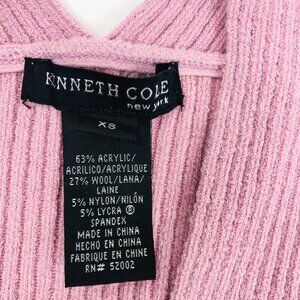 KENNETH COLE
new york
XS
63% ACRYLIC/
ACRILICO/ACRYLIQUE
27% WOOL/LANA/
LAINE
5% NYLON/NILÓN
5% LYCRA ®
SPANDEX
MADE IN CHINA
HECHO EN CHINA
FABRIQUE EN CHINE
RN# 52002